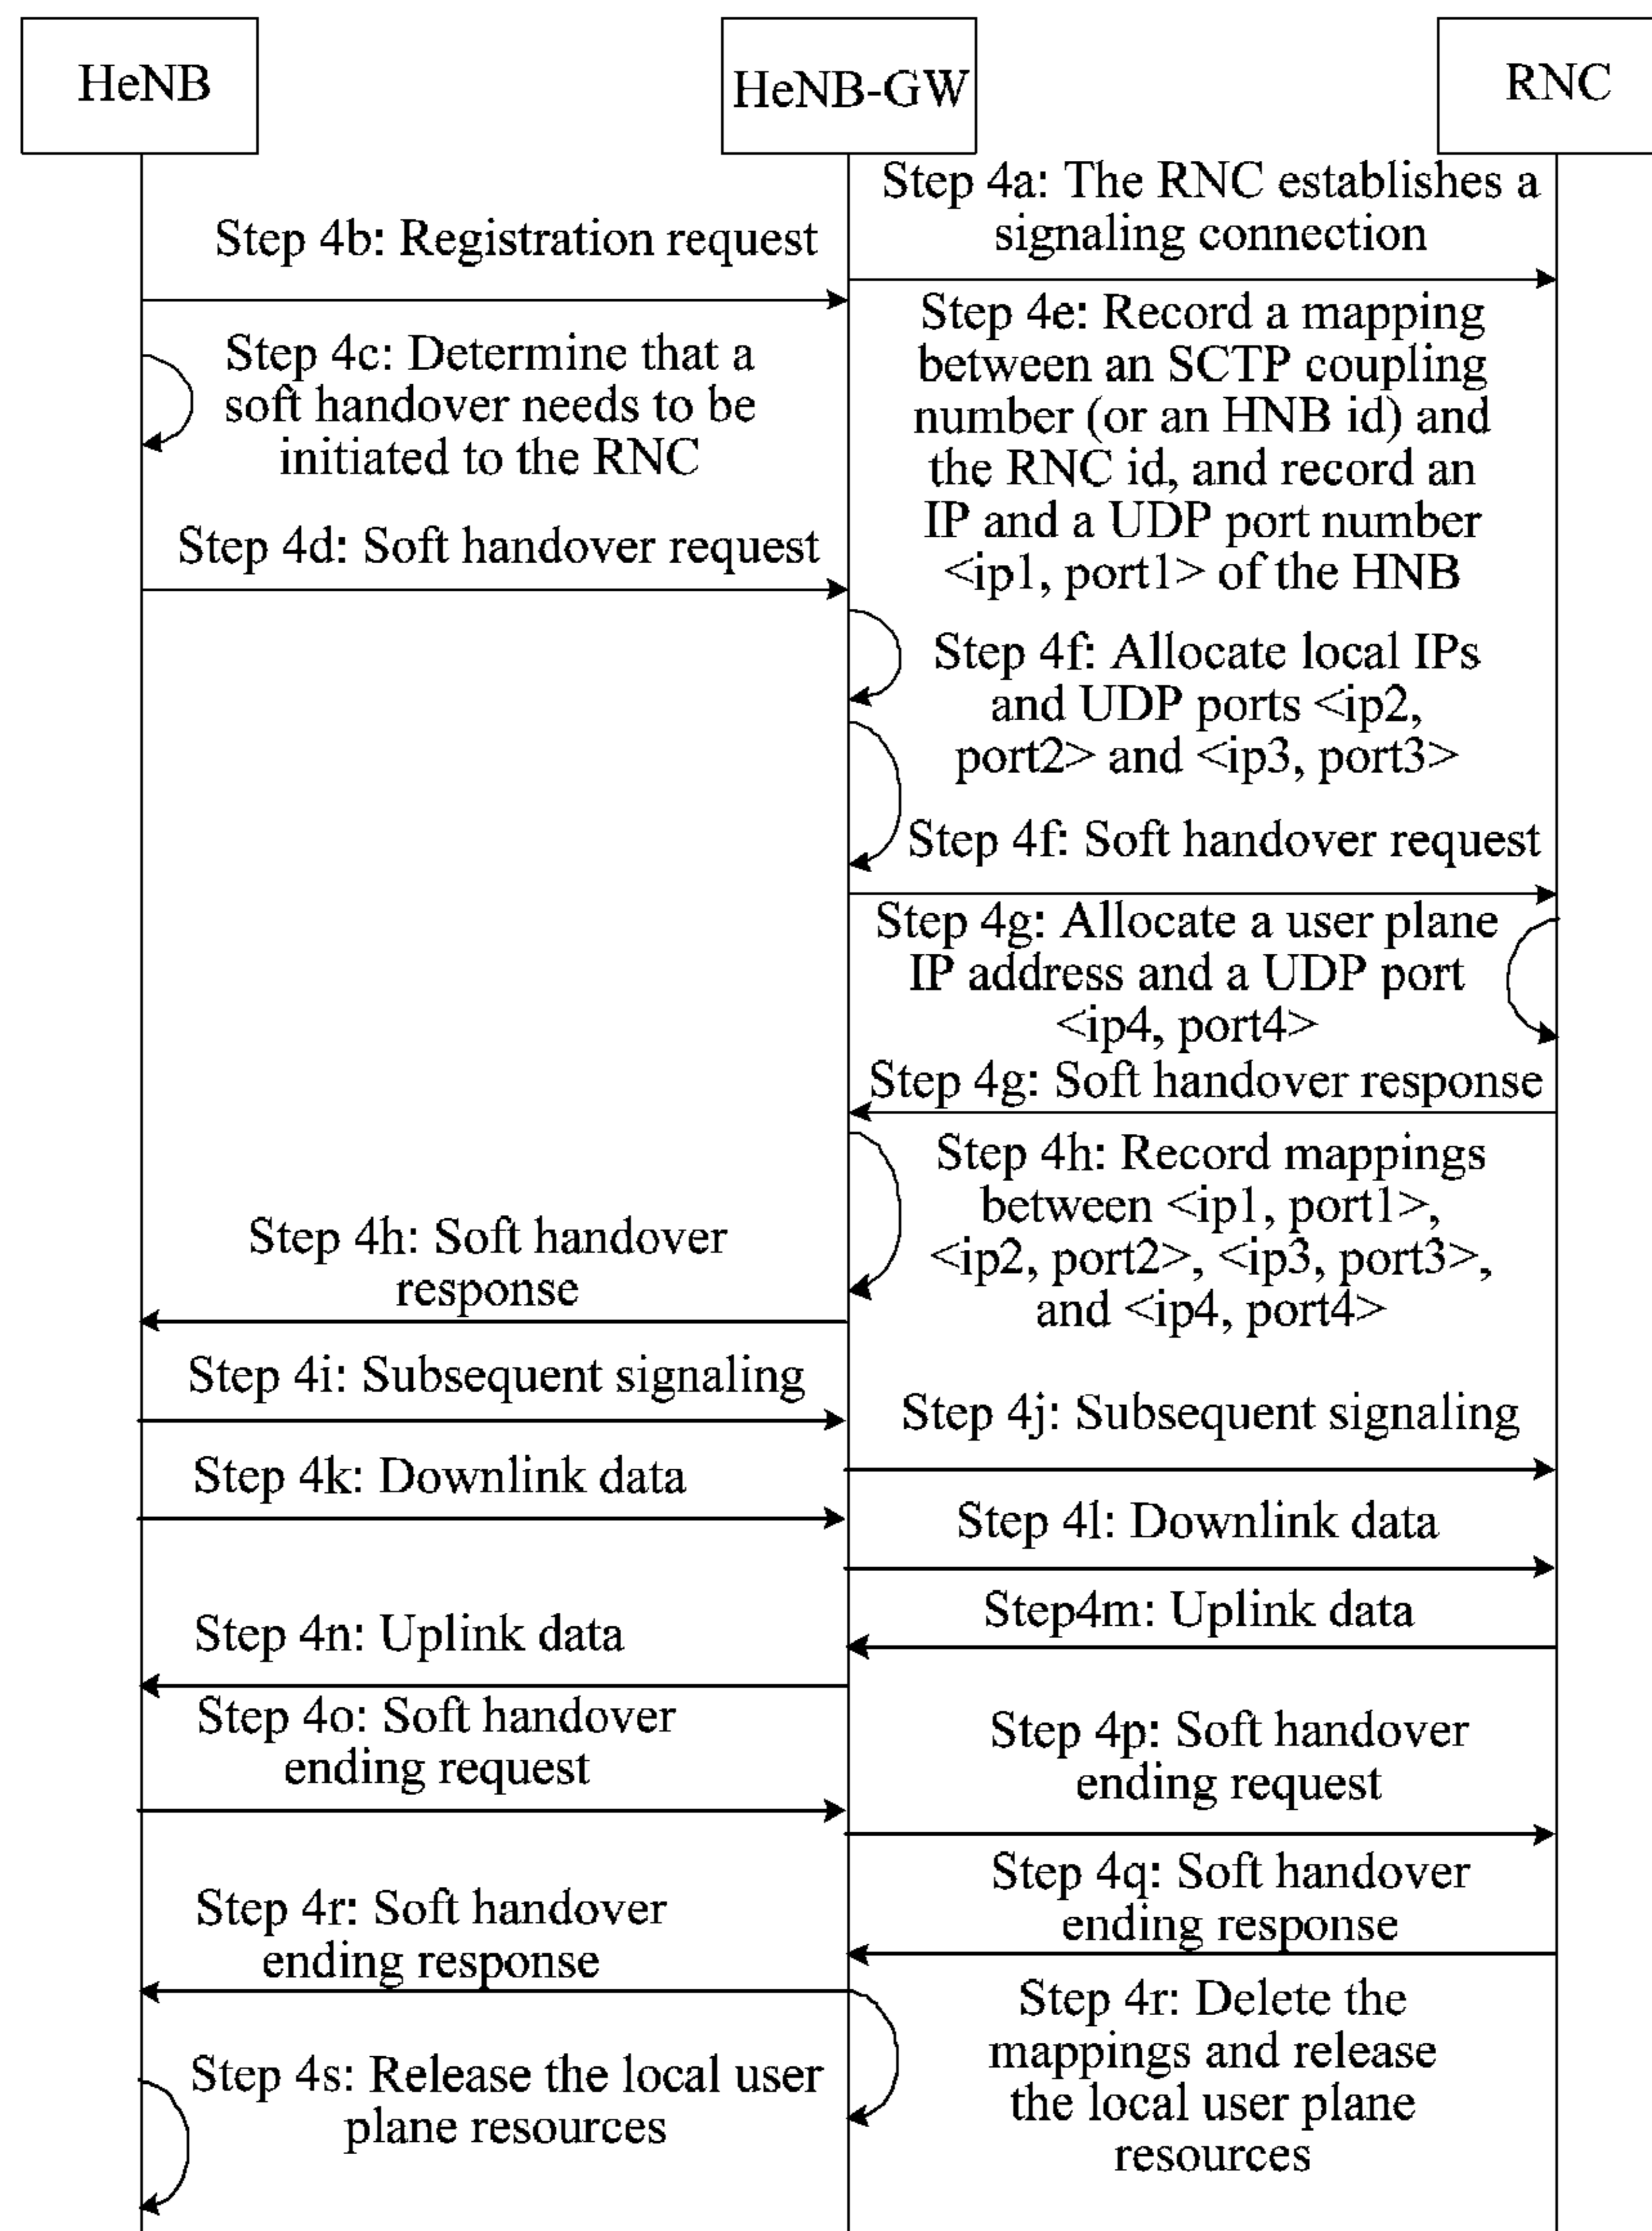 HeNB
HeNB-GW
RNC
Step 4a: The RNC establishes a
signaling connection
Step 4b: Registration request
Step 4e: Record a mapping
between an SCTP coupling
number (or an HNB id) and
the RNC id, and record an
IP and a UDP port number
<ip1, port1> of the HNB
Step 4c: Determine that a
soft handover needs to be
initiated to the RNC
Step 4d: Soft handover request
Step 4f: Allocate local IPs
and UDP ports <ip2,
port2> and <ip3, port3>
Step 4f: Soft handover request
Step 4g: Allocate a user plane
IP address and a UDP port
<ip4, port4>
Step 4g: Soft handover response
Step 4h: Record mappings
between <ip1, port1>,
<ip2, port2>, <ip3, port3>,
and <ip4, port4>
Step 4h: Soft handover
response
Step 4i: Subsequent signaling
Step 4j: Subsequent signaling
Step 4k: Downlink data
Step 4l: Downlink data
Step4m: Uplink data
Step 4n: Uplink data
Step 4o: Soft handover
ending request
Step 4p: Soft handover
ending request
Step 4q: Soft handover
ending response
Step 4r: Soft handover
ending response
Step 4r: Delete the
mappings and release
the local user plane
resources
Step 4s: Release the local user
plane resources